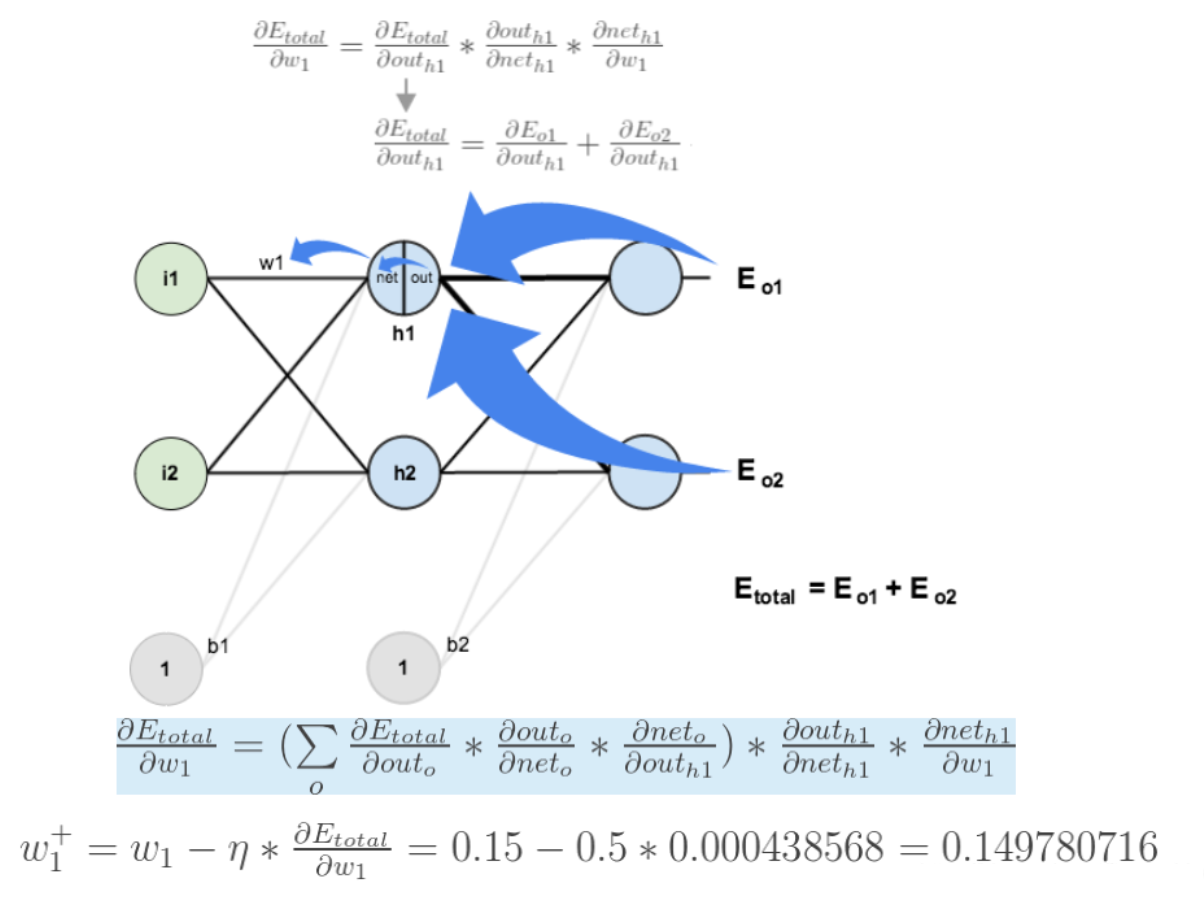 ∂E_total/∂w_1 = ∂E_total/∂out_h1 * ∂out_h1/∂net_h1 * ∂net_h1/∂w_1
∂E_total/∂out_h1 = ∂E_o1/∂out_h1 + ∂E_o2/∂out_h1
i1
w1
net
out
h1
E o1
i2
h2
E o2
E total = E o1 + E o2
1
b1
1
b2
∂E_total/∂w_1 = (∑_o ∂E_total/∂out_o * ∂out_o/∂net_o * ∂net_o/∂out_h1) * ∂out_h1/∂net_h1 * ∂net_h1/∂w_1
w_1^+ = w_1 − η * ∂E_total/∂w_1 = 0.15 − 0.5 * 0.000438568 = 0.149780716